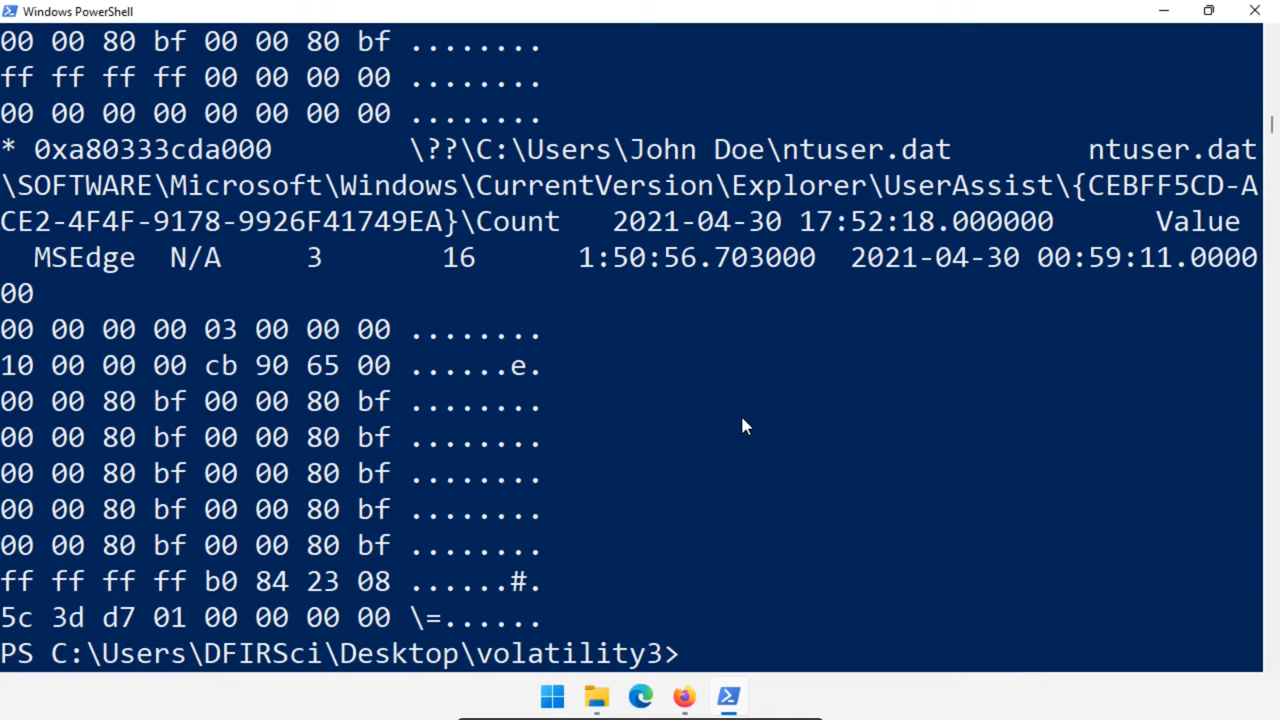 Windows PowerShell
00 00 80 bf 00 00 80 bf ........
ff ff ff ff 00 00 00 00 ........
00 00 00 00 00 00 00 00 ........
* 0xa80333cda000 \??\C:\Users\John Doe\ntuser.dat ntuser.dat
\SOFTWARE\Microsoft\Windows\CurrentVersion\Explorer\UserAssist\{CEBFF5CD-A
CE2-4F4F-9178-9926F41749EA}\Count 2021-04-30 17:52:18.000000 Value
MSEdge N/A 3 16 1:50:56.703000 2021-04-30 00:59:11.0000
00
00 00 00 00 03 00 00 00 ........
10 00 00 00 cb 90 65 00 ......e.
00 00 80 bf 00 00 80 bf ........
00 00 80 bf 00 00 80 bf ........
00 00 80 bf 00 00 80 bf ........
00 00 80 bf 00 00 80 bf ........
00 00 80 bf 00 00 80 bf ........
ff ff ff ff b0 84 23 08 ......#.
5c 3d d7 01 00 00 00 00 \=......
PS C:\Users\DFIRSci\Desktop\volatility3>